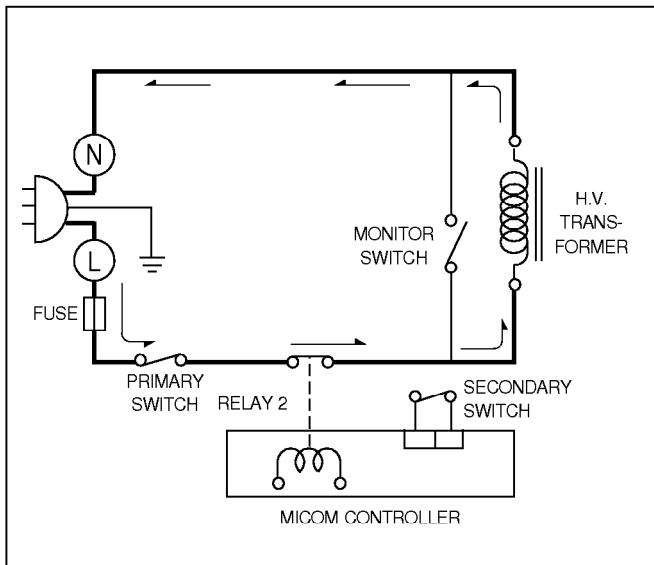 N
H.V.
TRANS-
FORMER
MONITOR
SWITCH
L
FUSE
PRIMARY
SWITCH
RELAY 2
SECONDARY
SWITCH
MICOM CONTROLLER